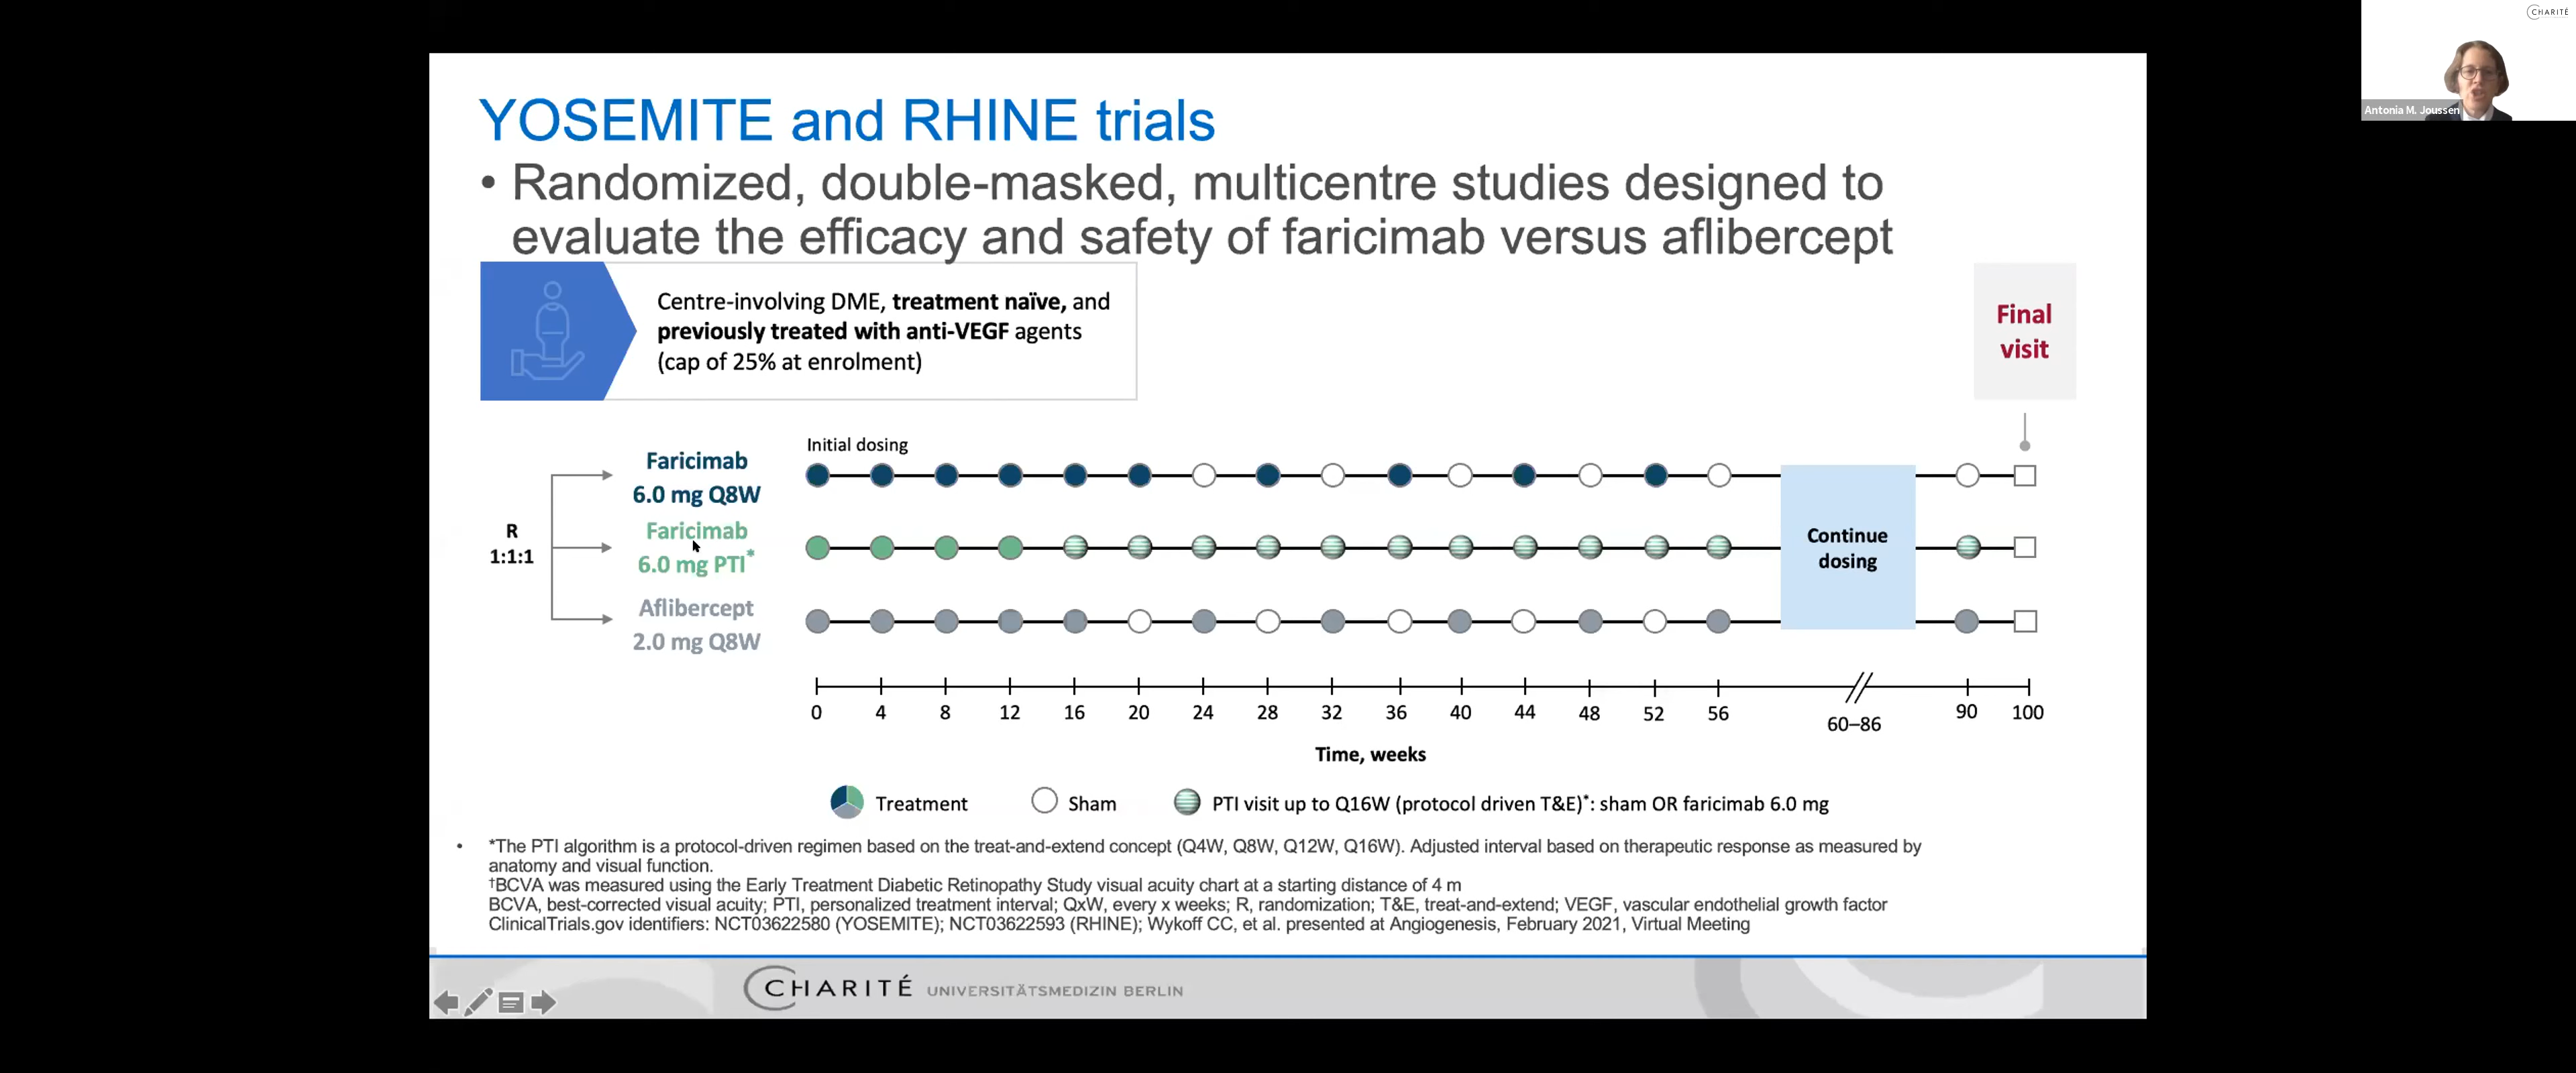 CHARITÉ
Antonia M. Joussen
YOSEMITE and RHINE trials
• Randomized, double-masked, multicentre studies designed to
evaluate the efficacy and safety of faricimab versus aflibercept
Centre-involving DME, treatment naïve, and
previously treated with anti-VEGF agents
(cap of 25% at enrolment)
Final
visit
Initial dosing
Faricimab
6.0 mg Q8W
R
1:1:1
Faricimab
6.0 mg PTI*
Continue
dosing
Aflibercept
2.0 mg Q8W
0 4 8 12 16 20 24 28 32 36 40 44 48 52 56 60–86 90 100
Time, weeks
Treatment Sham PTI visit up to Q16W (protocol driven T&E)*: sham OR faricimab 6.0 mg
• *The PTI algorithm is a protocol-driven regimen based on the treat-and-extend concept (Q4W, Q8W, Q12W, Q16W). Adjusted interval based on therapeutic response as measured by
anatomy and visual function.
†BCVA was measured using the Early Treatment Diabetic Retinopathy Study visual acuity chart at a starting distance of 4 m
BCVA, best-corrected visual acuity; PTI, personalized treatment interval; QxW, every x weeks; R, randomization; T&E, treat-and-extend; VEGF, vascular endothelial growth factor
ClinicalTrials.gov identifiers: NCT03622580 (YOSEMITE); NCT03622593 (RHINE); Wykoff CC, et al. presented at Angiogenesis, February 2021, Virtual Meeting
CHARITÉ UNIVERSITÄTSMEDIZIN BERLIN